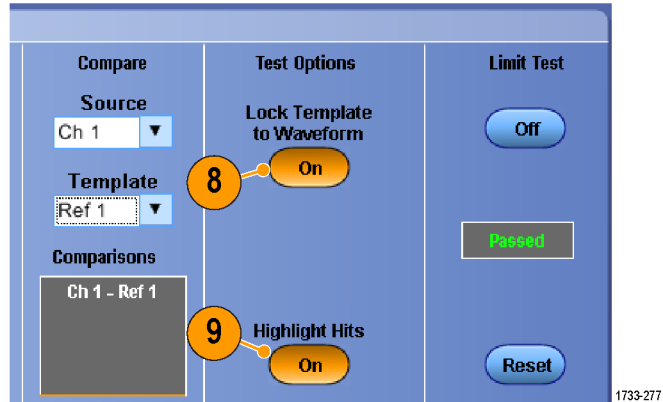 Compare
Source
Ch 1
Template
Ref 1
Comparisons
Ch 1 - Ref 1
Test Options
Lock Template
to Waveform
8
On
9
Highlight Hits
On
Limit Test
Off
Passed
Reset
1733-277